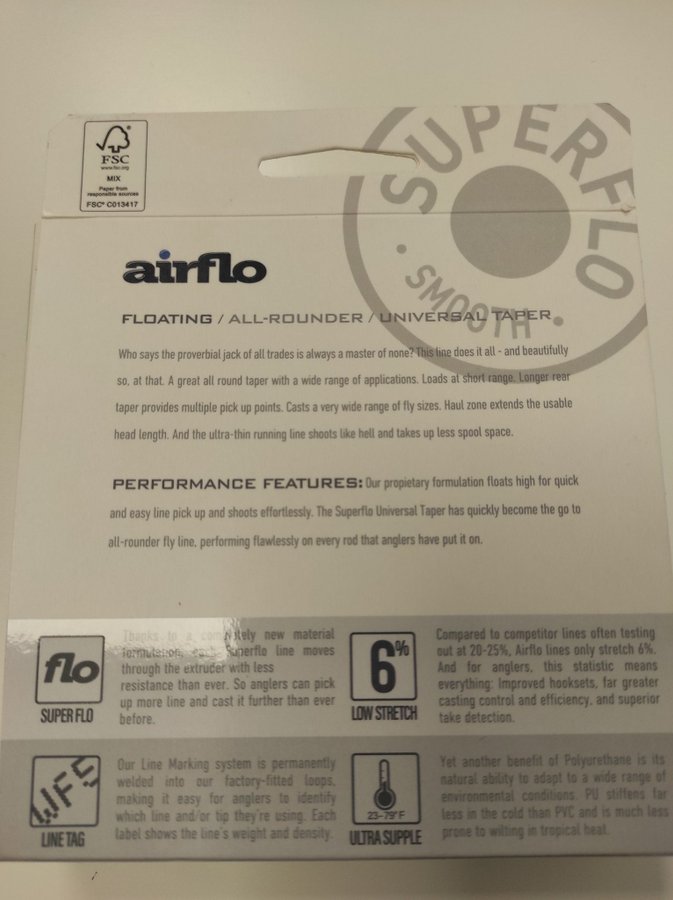 FSC
www.fsc.org
MIX
Paper from
responsible sources
FSC® C013417
SUPERFLO
• SMOOTH •
airflo
FLOATING / ALL-ROUNDER / UNIVERSAL TAPER
Who says the proverbial jack of all trades is always a master of none? This line does it all - and beautifully
so, at that. A great all round taper with a wide range of applications. Loads at short range. Longer rear
taper provides multiple pick up points. Casts a very wide range of fly sizes. Haul zone extends the usable
head length. And the ultra-thin running line shoots like hell and takes up less spool space.
PERFORMANCE FEATURES: Our propietary formulation floats high for quick
and easy line pick up and shoots effortlessly. The Superflo Universal Taper has quickly become the go to
all-rounder fly line, performing flawlessly on every rod that anglers have put it on.
flo
SUPER FLO
Thanks to a completely new material
formulation, each Superflo line moves
through the extruder with less
resistance than ever. So anglers can pick
up more line and cast it further than ever
before.
6%
LOW STRETCH
Compared to competitor lines often testing
out at 20-25%, Airflo lines only stretch 6%.
And for anglers, this statistic means
everything: Improved hooksets, far greater
casting control and efficiency, and superior
take detection.
WF5
LINE TAG
Our Line Marking system is permanently
welded into our factory-fitted loops,
making it easy for anglers to identify
which line and/or tip they're using. Each
label shows the line's weight and density.
23-79°F
ULTRA SUPPLE
Yet another benefit of Polyurethane is its
natural ability to adapt to a wide range of
environmental conditions. PU stiffens far
less in the cold than PVC and is much less
prone to wilting in tropical heat.